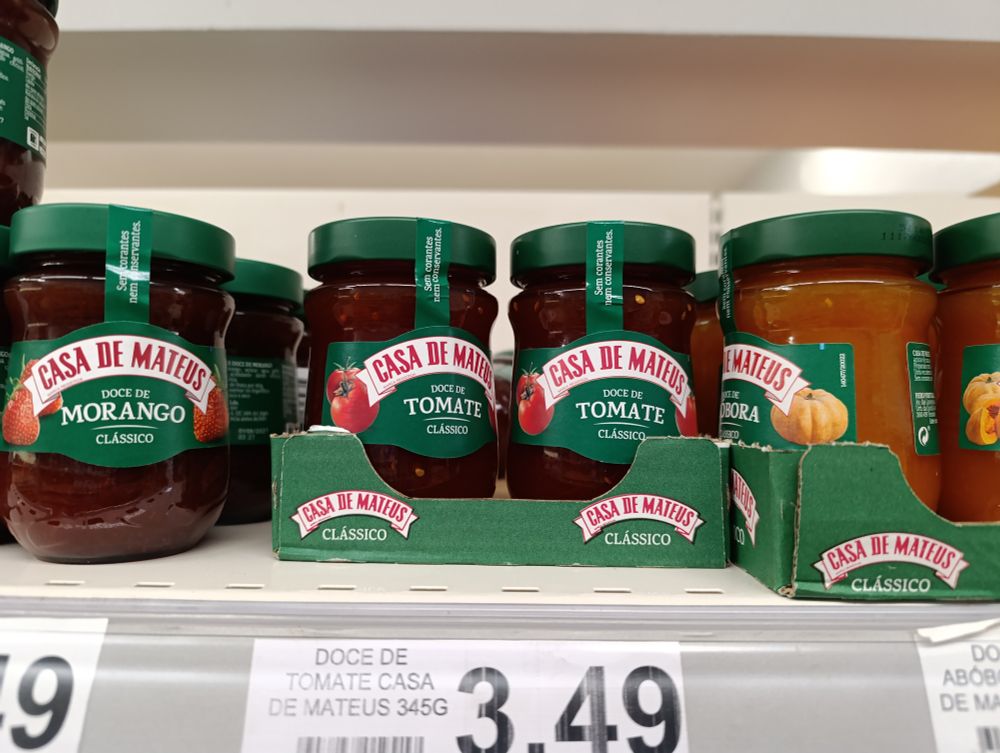 Sem corantes
nem conservantes.
CASA DE MATEUS
DOCE DE
MORANGO
CLÁSSICO
Sem corantes
nem conservantes.
CASA DE MATEUS
DOCE DE
TOMATE
CLÁSSICO
Sem corantes
nem conservantes.
CASA DE MATEUS
DOCE DE
TOMATE
CLÁSSICO
MATEUS
DE
BORA
CASA DE MATEUS
CLÁSSICO
CASA DE MATEUS
CLÁSSICO
CASA DE MATEUS
CLÁSSICO
49
DOCE DE
TOMATE CASA
DE MATEUS 345G
3.49
DO
ABÓB
DE MA